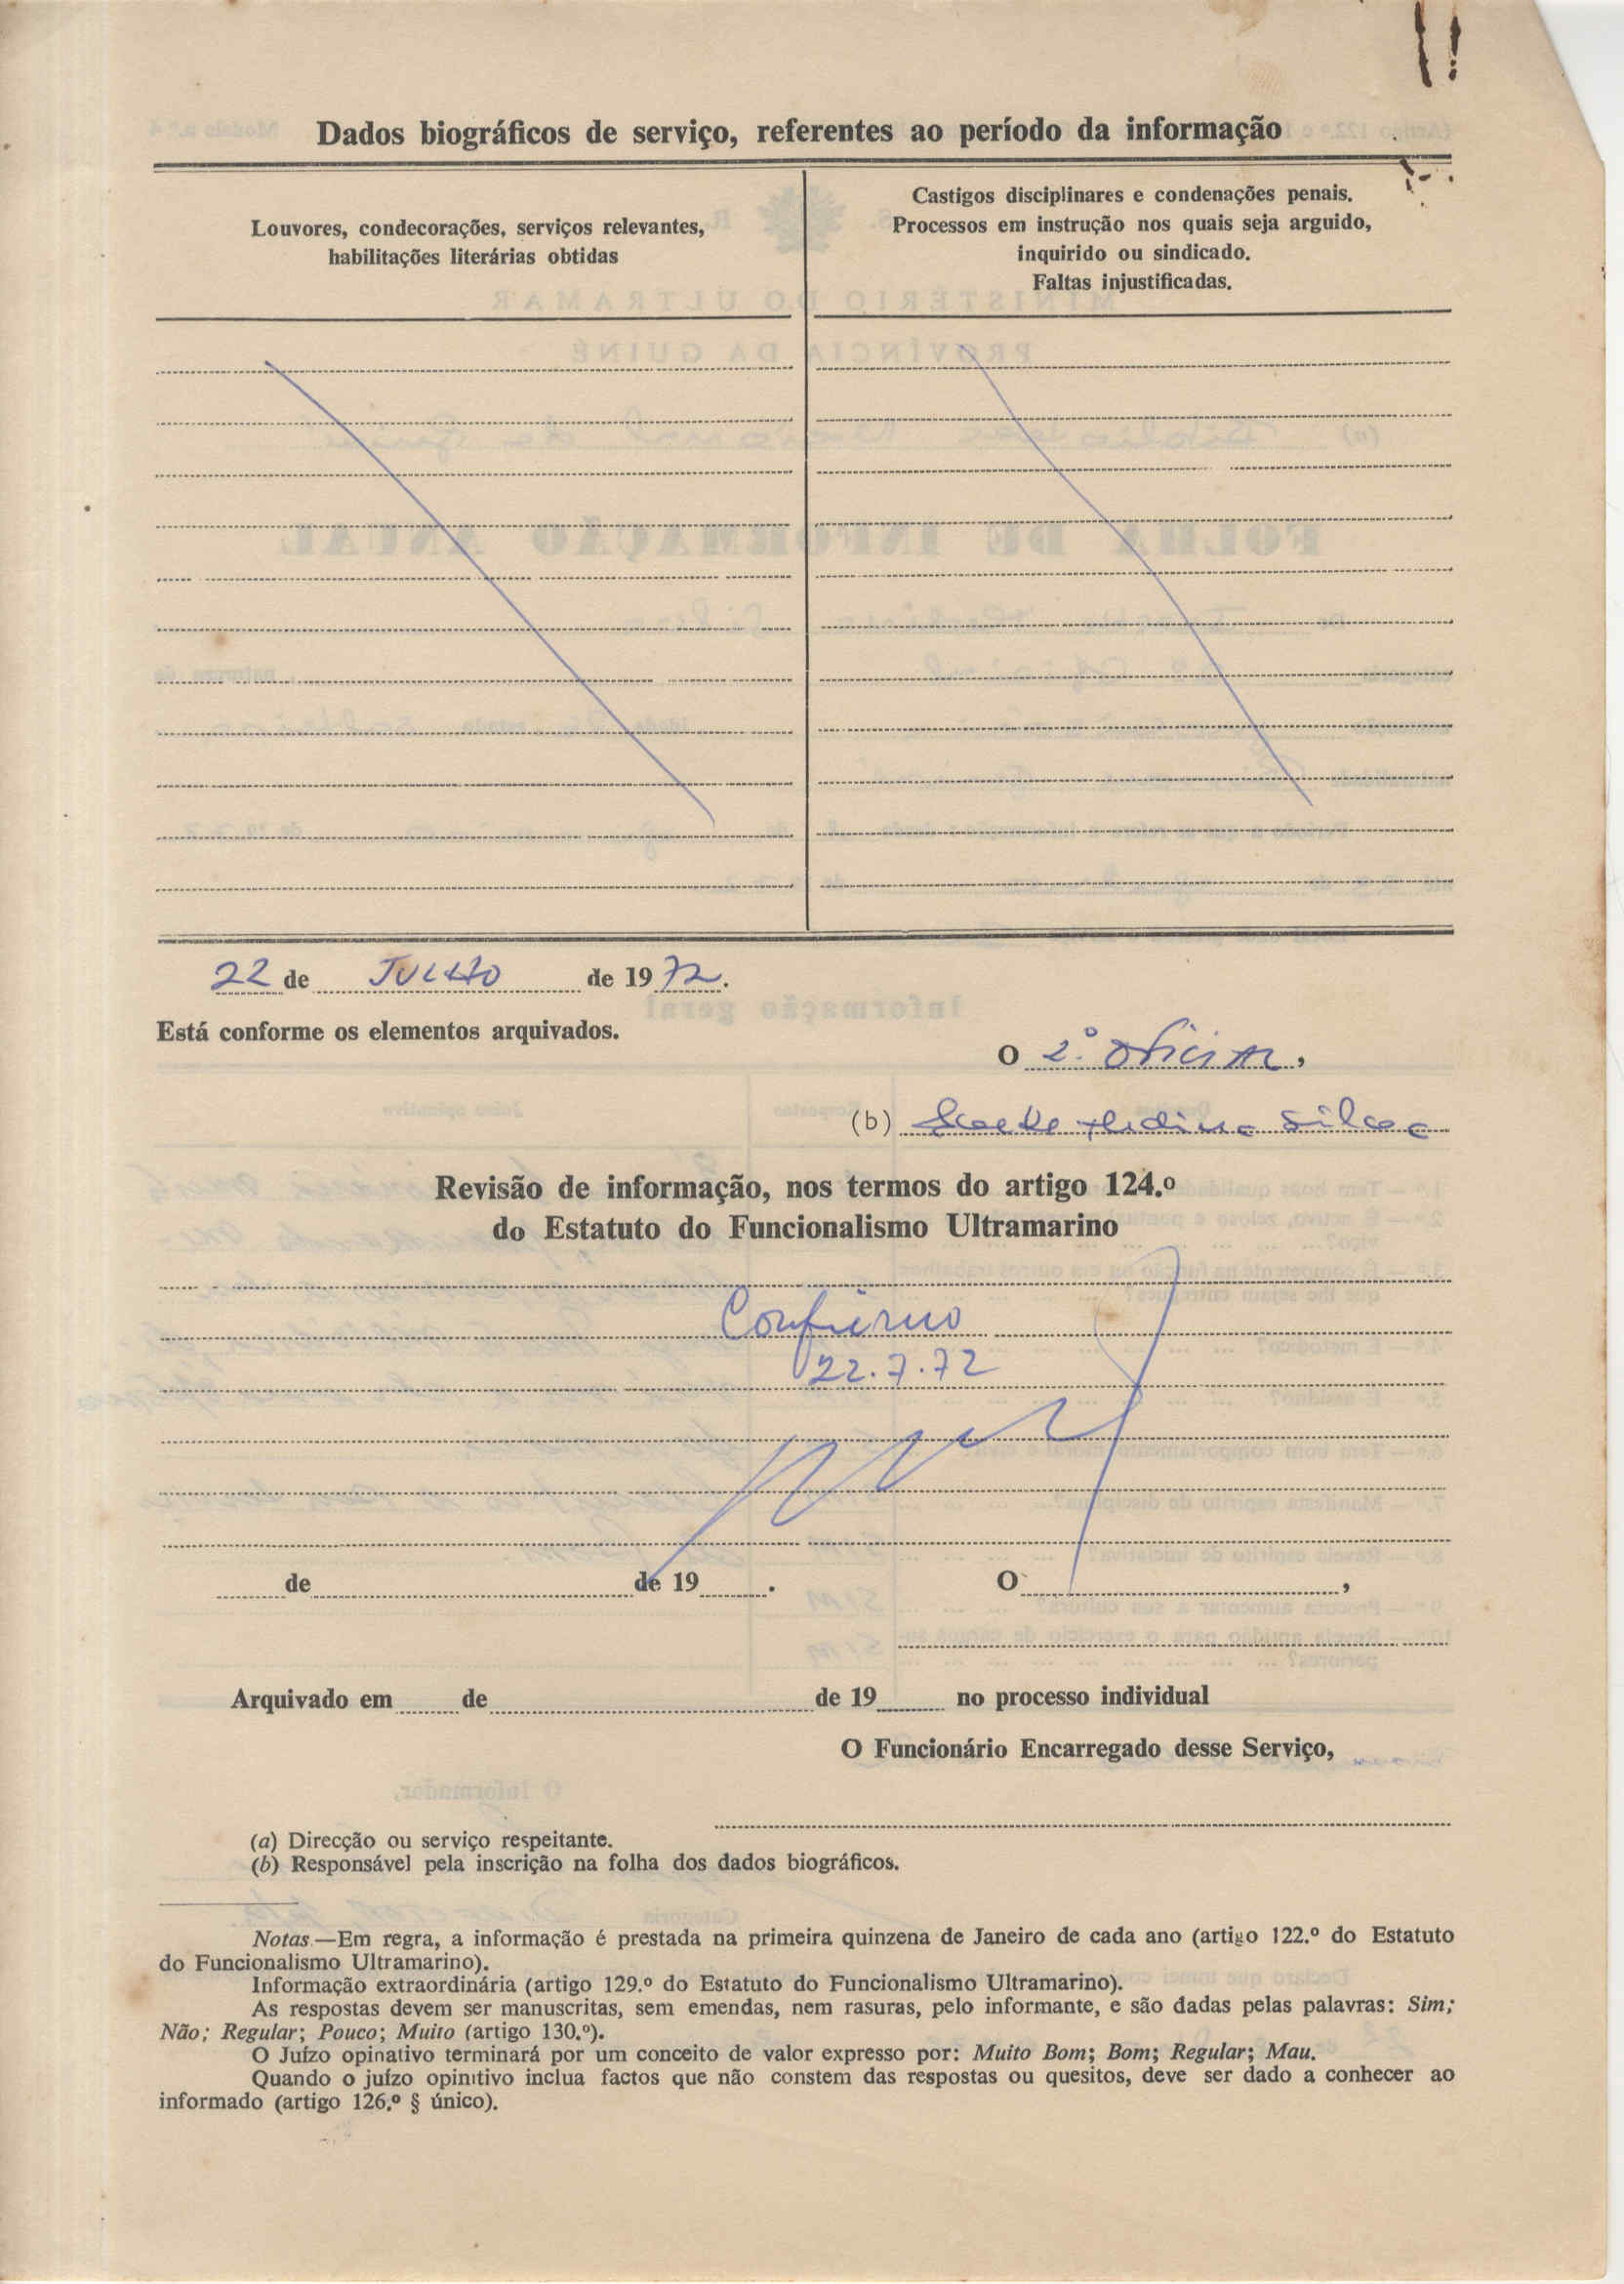 Dados biográficos de serviço, referentes ao período da informação
Louvores, condecorações, serviços relevantes,
habilitações literárias obtidas
Castigos disciplinares e condenações penais.
Processos em instrução nos quais seja arguido,
inquirido ou sindicado.
Faltas injustificadas.
22 de JULHO de 1972.
Está conforme os elementos arquivados.
O 2.º Oficial,
(b) Silva
Revisão de informação, nos termos do artigo 124.º
do Estatuto do Funcionalismo Ultramarino
Confirmo
22.7.72
de de 19 .
O ,
Arquivado em de de 19 no processo individual
O Funcionário Encarregado desse Serviço,
(a) Direcção ou serviço respeitante.
(b) Responsável pela inscrição na folha dos dados biográficos.
Notas—Em regra, a informação é prestada na primeira quinzena de Janeiro de cada ano (artigo 122.º do Estatuto
do Funcionalismo Ultramarino).
Informação extraordinária (artigo 129.º do Estatuto do Funcionalismo Ultramarino).
As respostas devem ser manuscritas, sem emendas, nem rasuras, pelo informante, e são dadas pelas palavras: Sim;
Não; Regular; Pouco; Muito (artigo 130.º).
O Juízo opinativo terminará por um conceito de valor expresso por: Muito Bom; Bom; Regular; Mau.
Quando o juízo opinitivo inclua factos que não constem das respostas ou quesitos, deve ser dado a conhecer ao
informado (artigo 126.º § único).